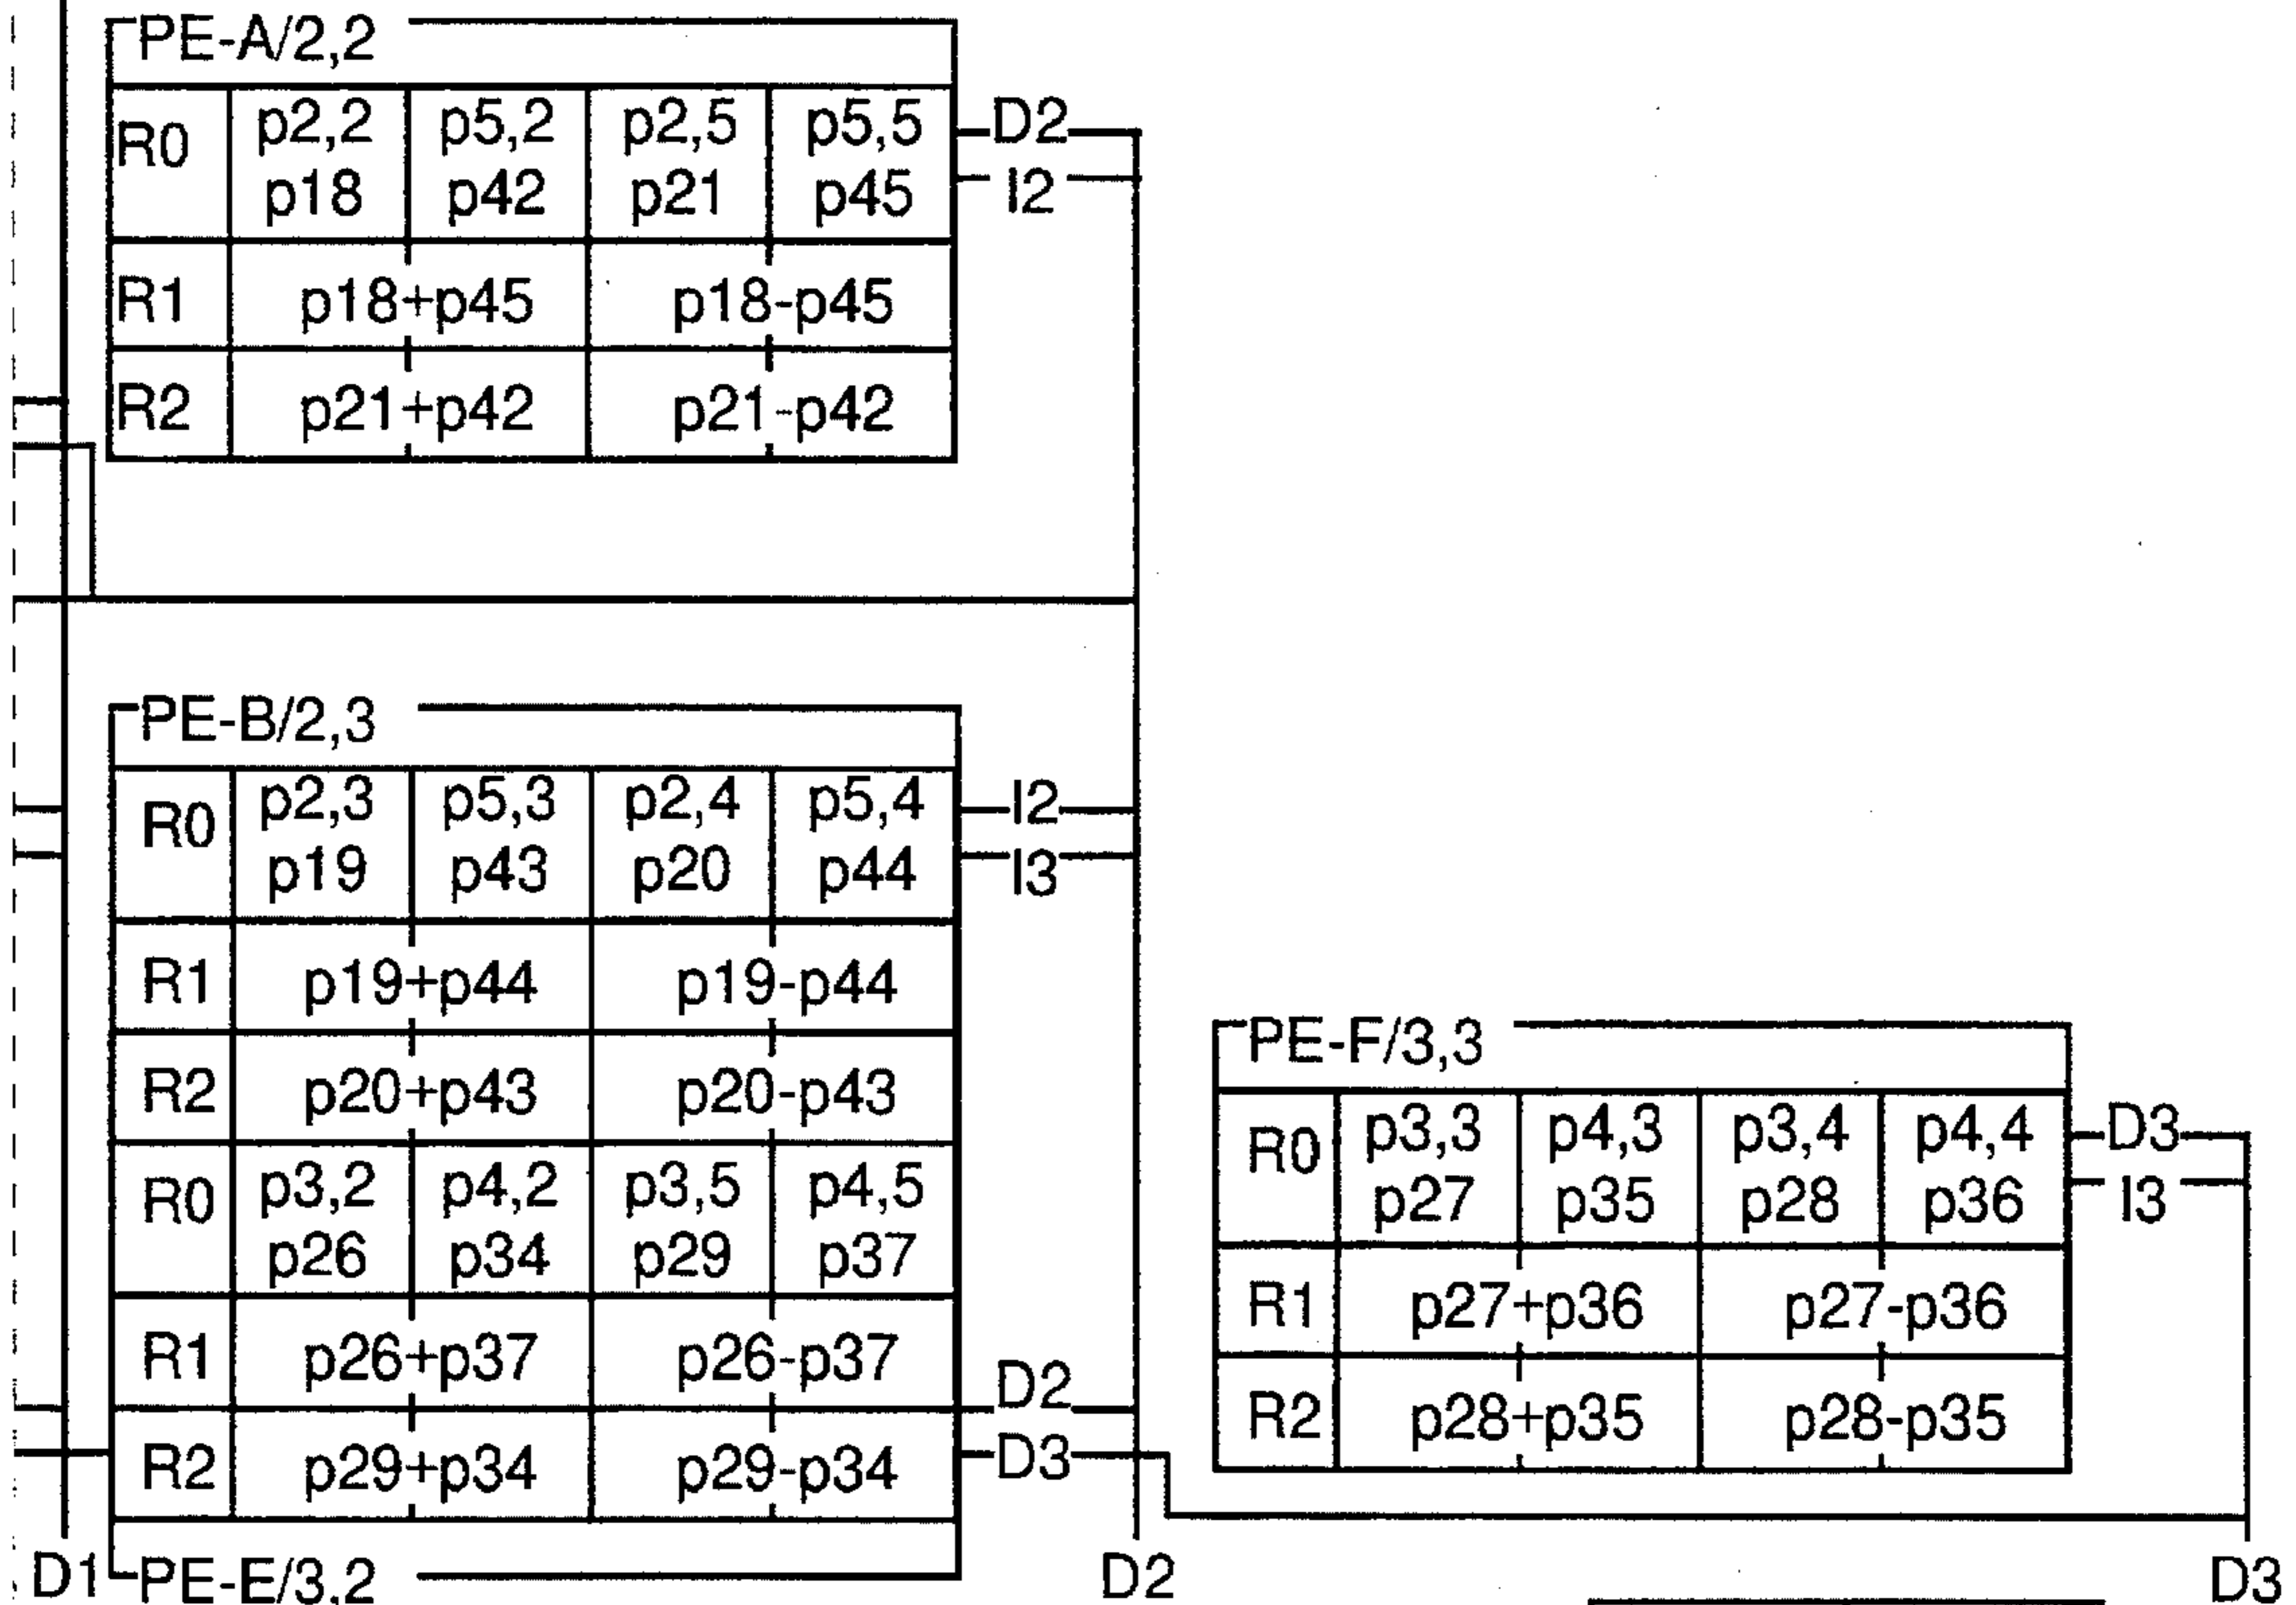 PE-A/2,2
R0 p2,2 p5,2 p2,5 p5,5
p18 p42 p21 p45
D2
I2
R1 p18+p45 p18-p45
R2 p21+p42 p21-p42
PE-B/2,3
R0 p2,3 p5,3 p2,4 p5,4
p19 p43 p20 p44
I2
I3
R1 p19+p44 p19-p44
R2 p20+p43 p20-p43
R0 p3,2 p4,2 p3,5 p4,5
p26 p34 p29 p37
R1 p26+p37 p26-p37
D2
R2 p29+p34 p29-p34
D3
PE-E/3,2
PE-F/3,3
R0 p3,3 p4,3 p3,4 p4,4
p27 p35 p28 p36
D3
I3
R1 p27+p36 p27-p36
R2 p28+p35 p28-p35
D1 D2 D3